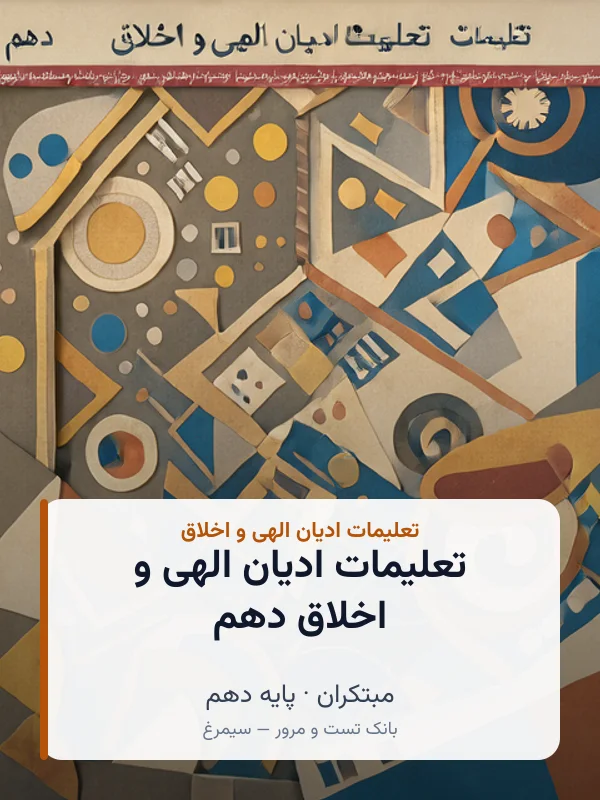 تعلیمات ادیان الهی و اخلاق دهم
تعلیمات ادیان الهی و اخلاق
تعلیمات ادیان الهی و
اخلاق دهم
مبتکران · پایه دهم
بانک تست و مرور — سیمرغ